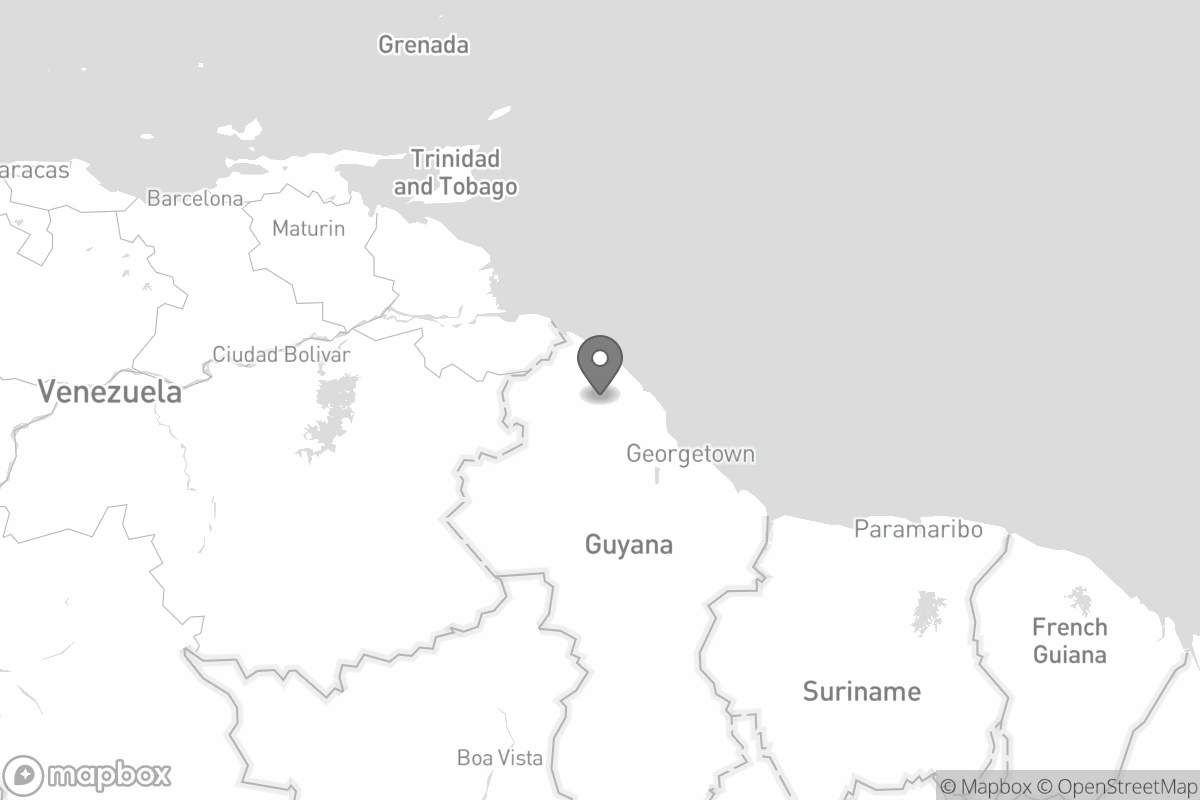 Grenada
Trinidad
and Tobago
aracas
Barcelona
Maturin
Ciudad Bolivar
Venezuela
Georgetown
Guyana
Paramaribo
French
Guiana
Suriname
Boa Vista
mapbox
© Mapbox © OpenStreetMap